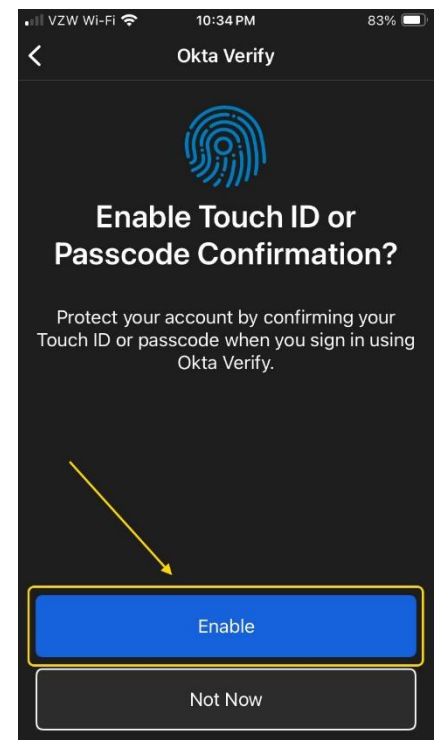 VZW Wi-Fi 10:34 PM 83%
Okta Verify
Enable Touch ID or
Passcode Confirmation?
Protect your account by confirming your
Touch ID or passcode when you sign in using
Okta Verify.
Enable
Not Now